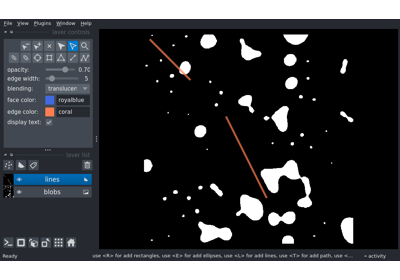 File View Plugins Window Help
layer controls
opacity: 0.70
edge width: 5
blending: translucen
face color: royalblue
edge color: coral
display text:
layer list
lines
blobs
Ready use <R> for add rectangles, use <E> for add ellipses, use <L> for add lines, use <T> for add path, use <... activity